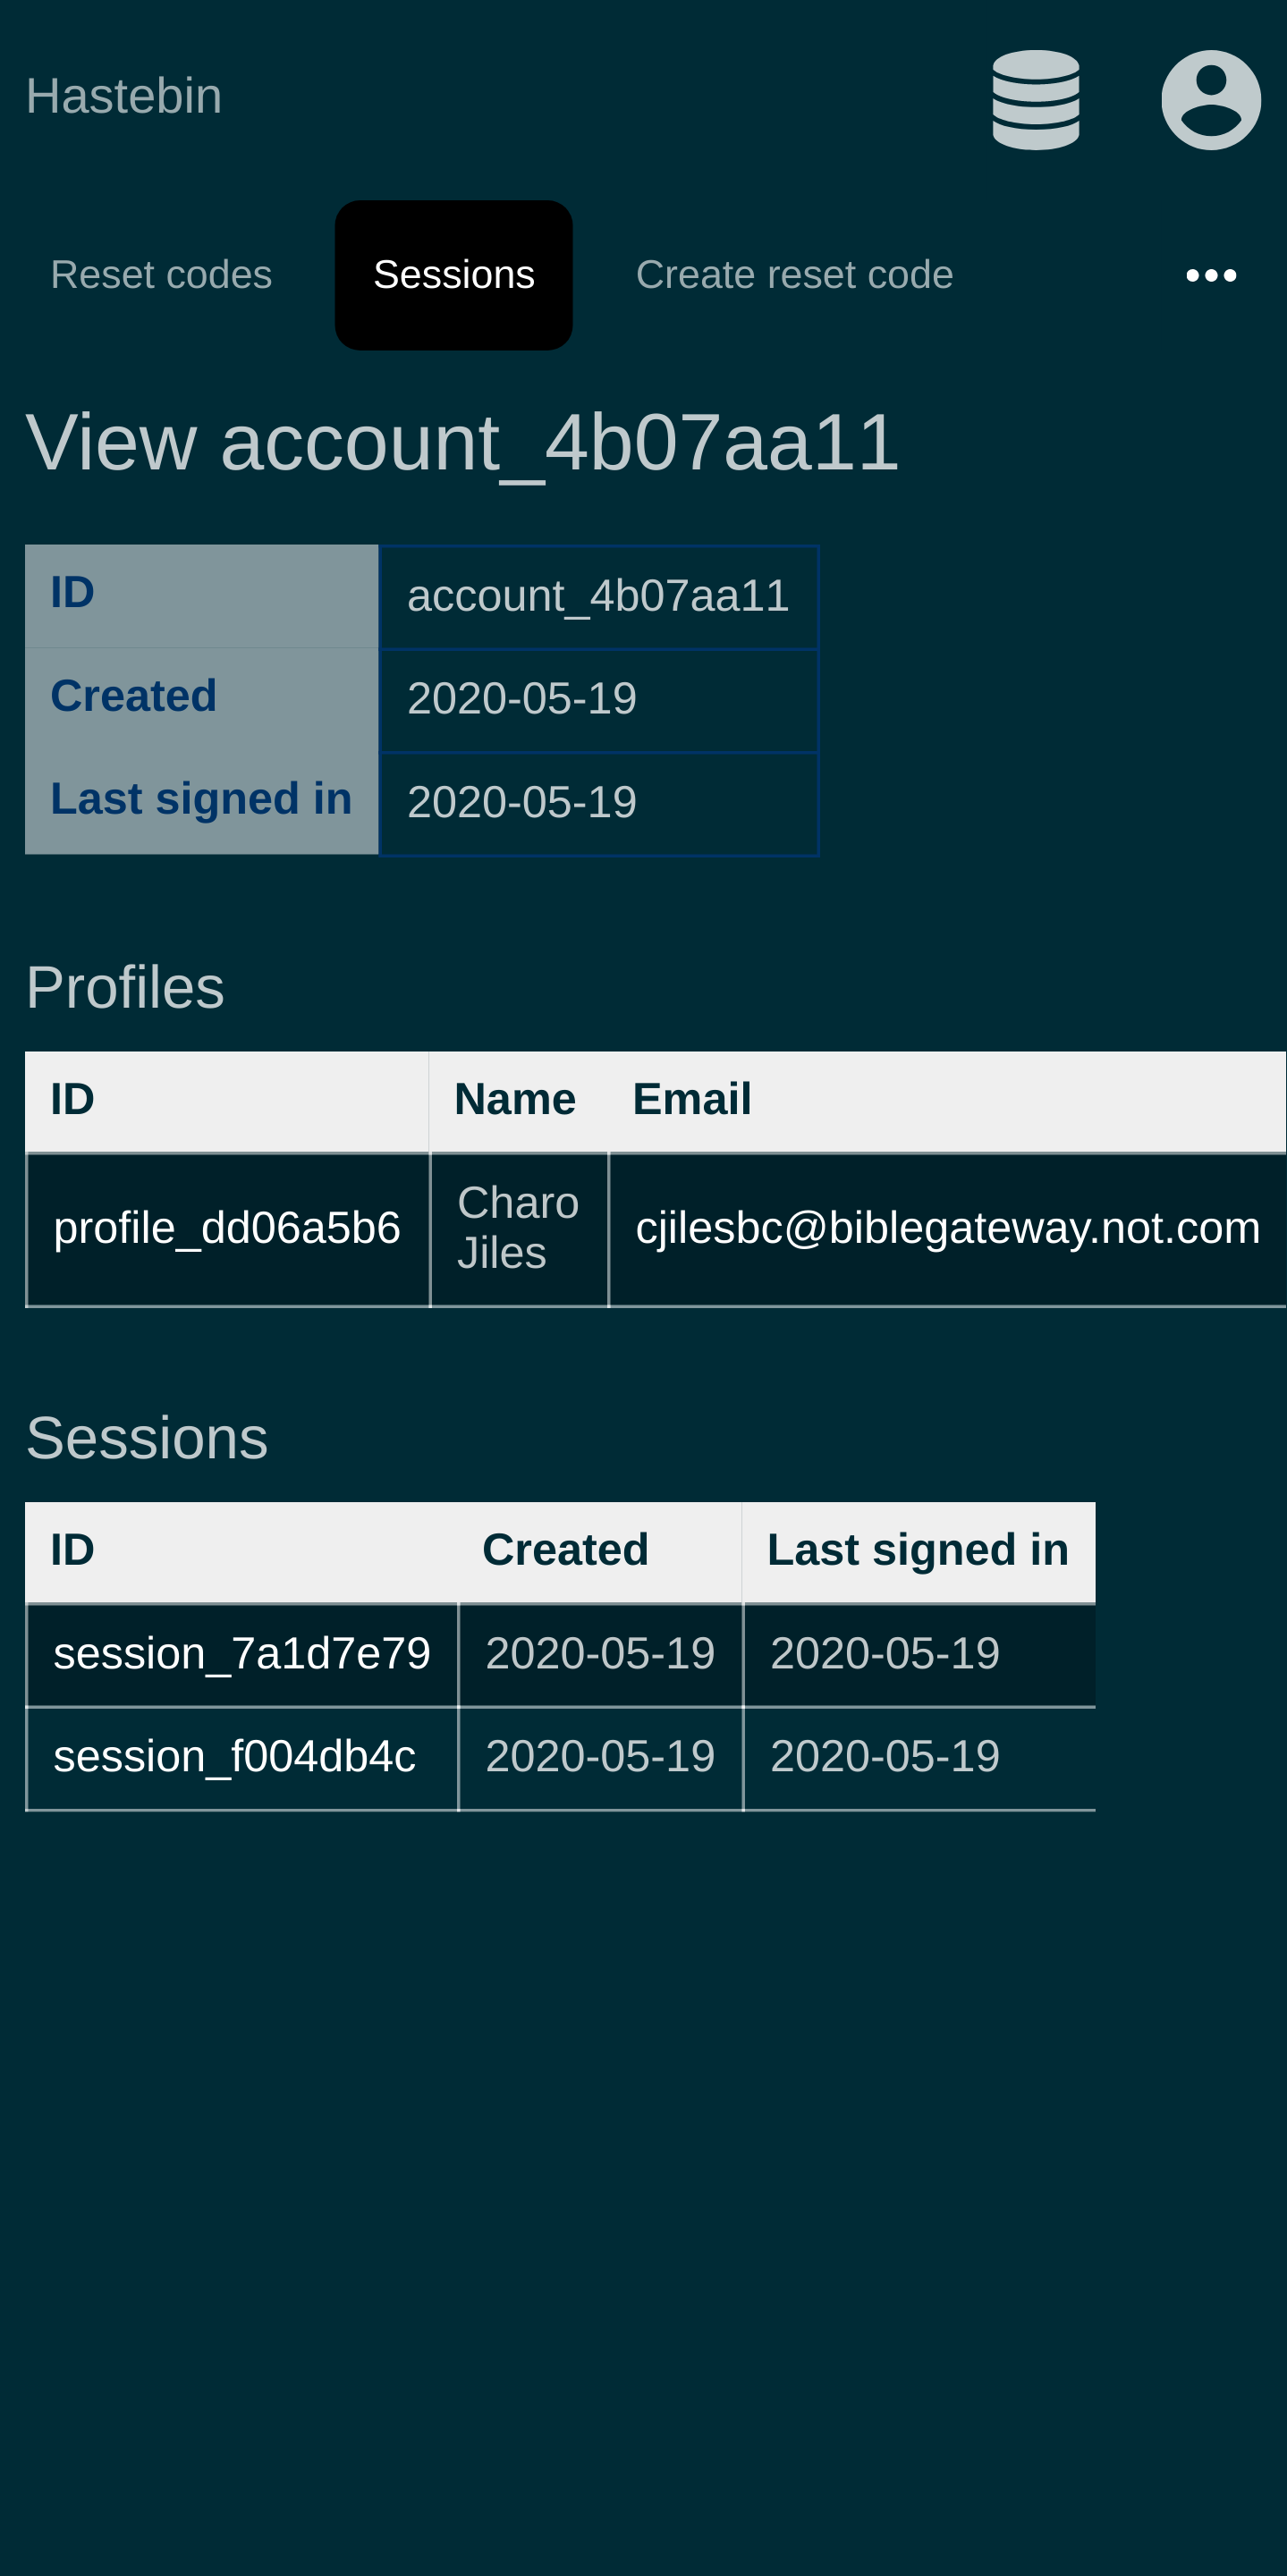 Hastebin
Reset codes Sessions Create reset code
View account_4b07aa11
ID account_4b07aa11
Created 2020-05-19
Last signed in 2020-05-19
Profiles
ID Name Email
profile_dd06a5b6 Charo Jiles cjilesbc@biblegateway.not.com
Sessions
ID Created Last signed in
session_7a1d7e79 2020-05-19 2020-05-19
session_f004db4c 2020-05-19 2020-05-19